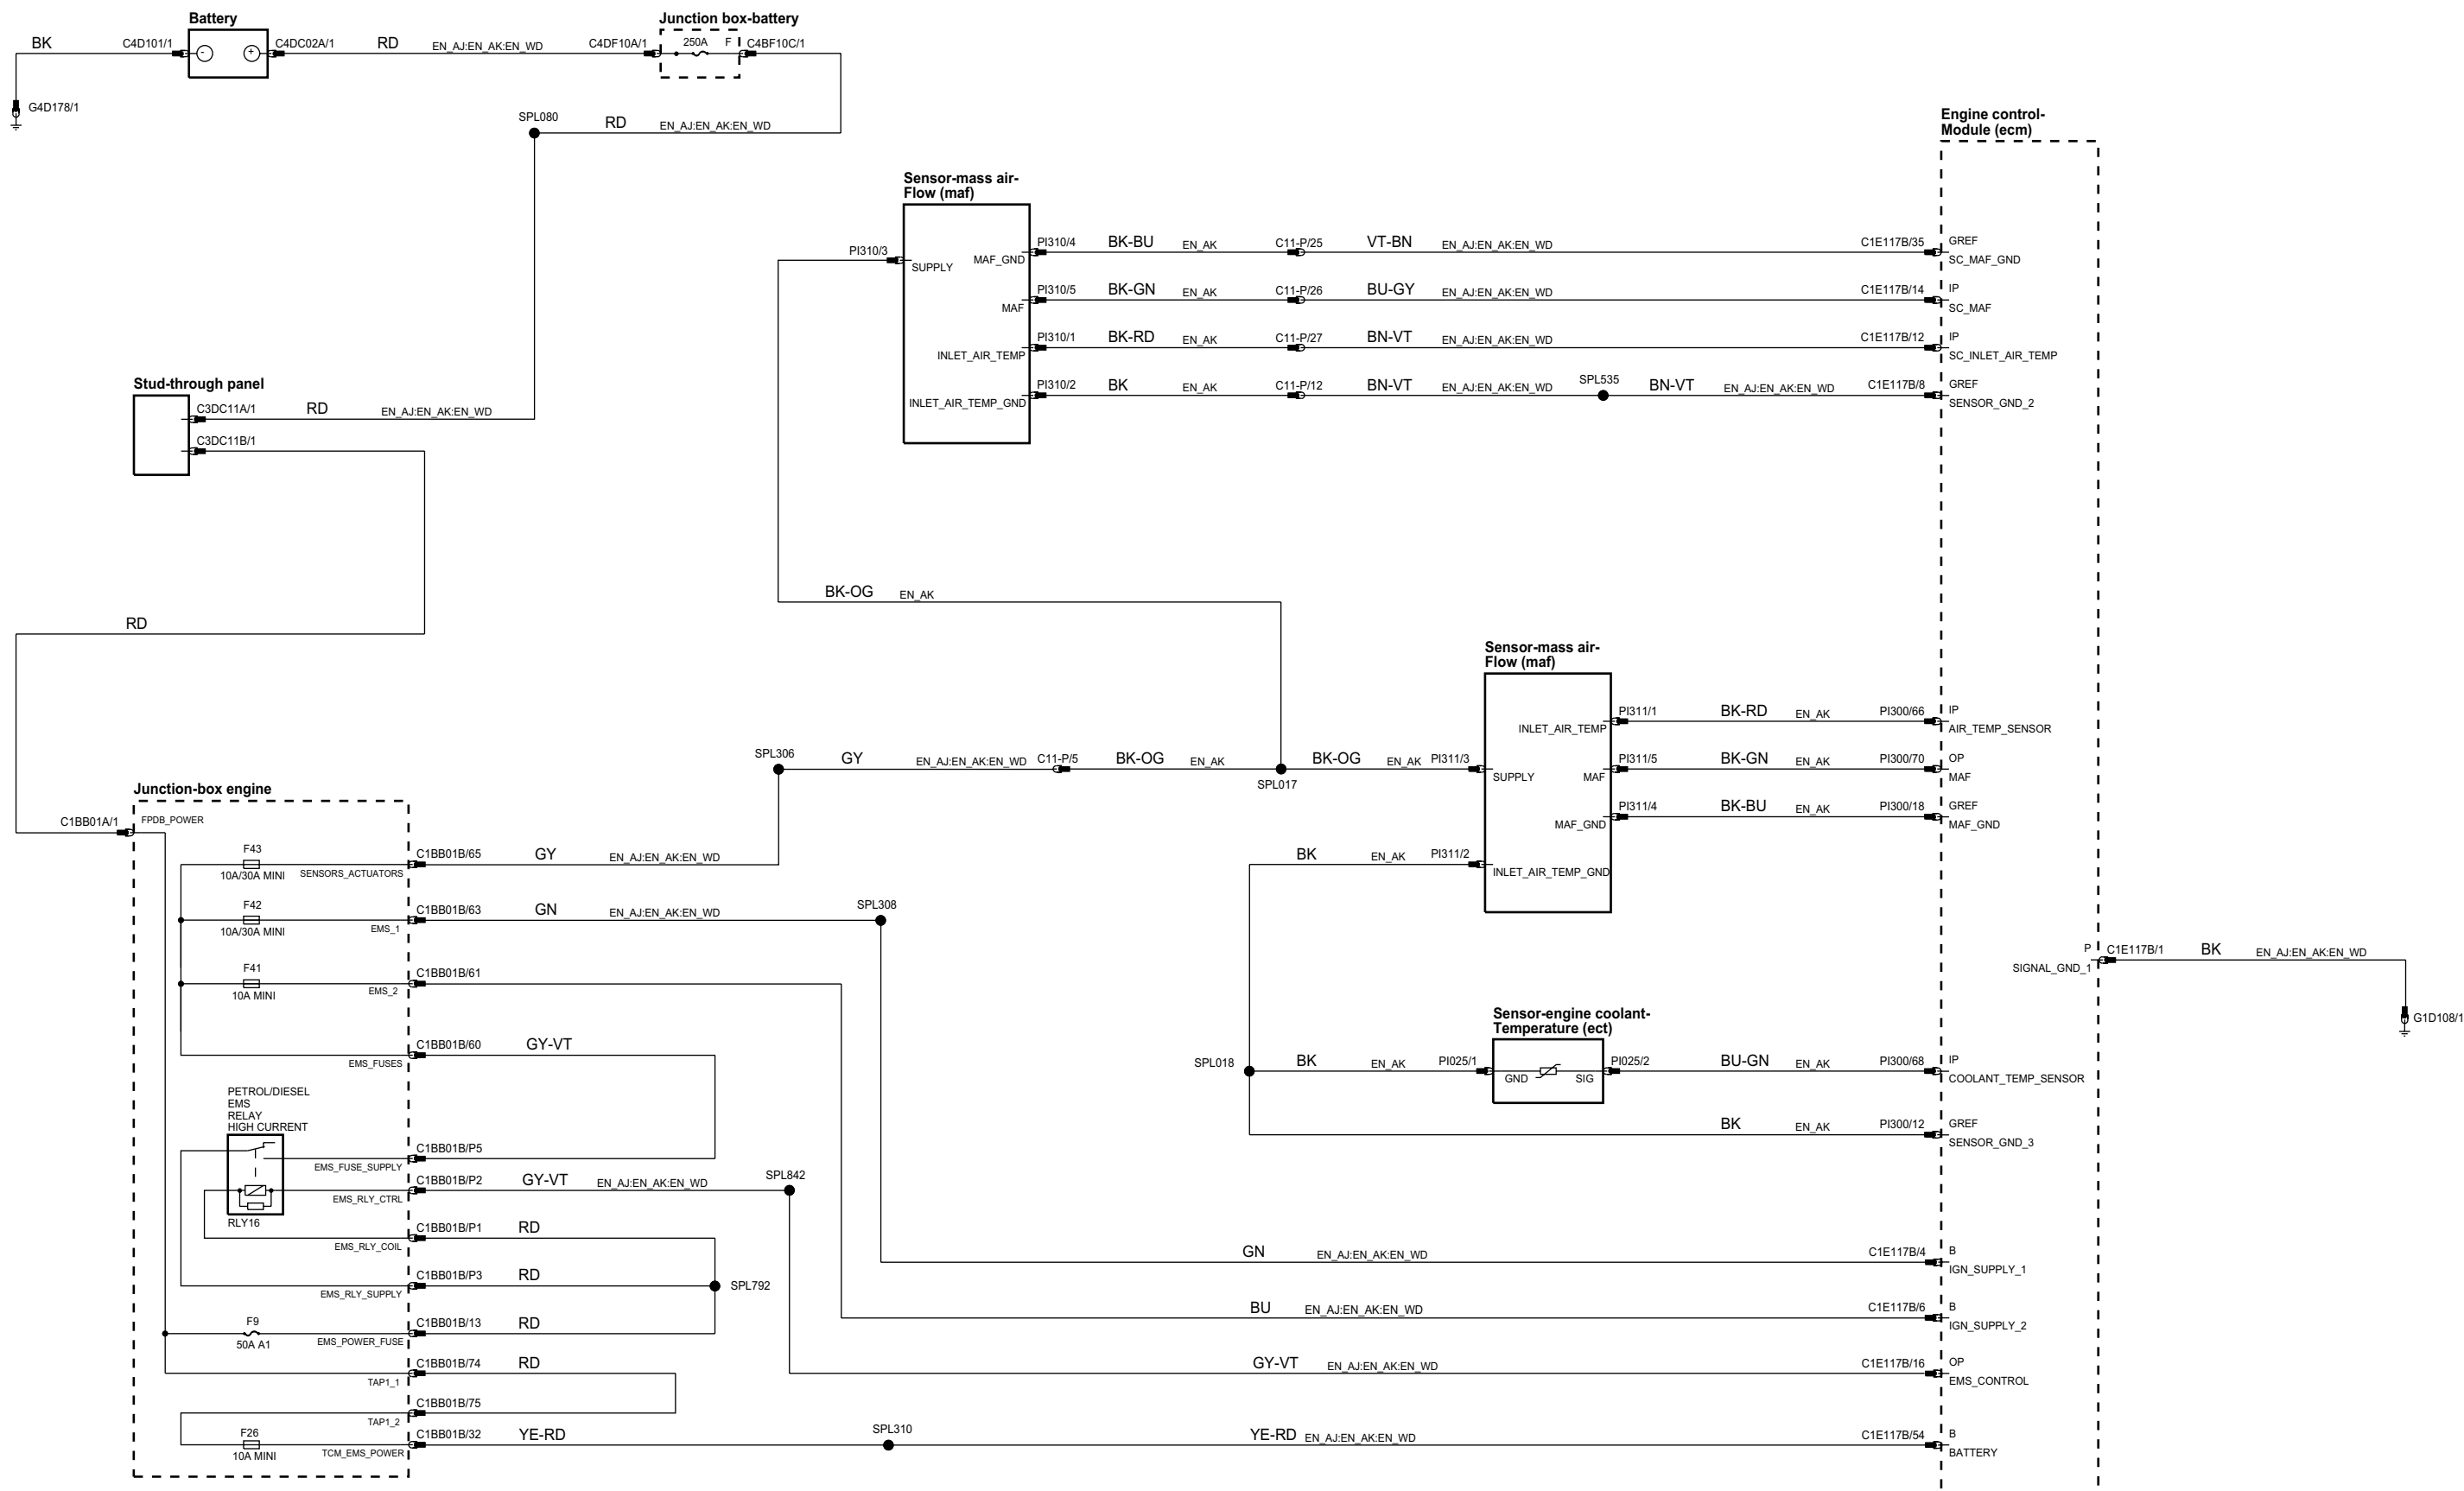 Battery
BK
C4D101/1
-
+
C4DC02A/1
RD
EN_AJ:EN_AK:EN_WD
G4D178/1
Junction box-battery
C4DF10A/1
250A
F
C4BF10C/1
SPL080
RD
EN_AJ:EN_AK:EN_WD
Stud-through panel
C3DC11A/1
RD
EN_AJ:EN_AK:EN_WD
C3DC11B/1
RD
Sensor-mass air-
Flow (maf)
PI310/3
SUPPLY
MAF_GND
MAF
INLET_AIR_TEMP
INLET_AIR_TEMP_GND
PI310/4
BK-BU
EN_AK
C11-P/25
VT-BN
EN_AJ:EN_AK:EN_WD
C1E117B/35
PI310/5
BK-GN
EN_AK
C11-P/26
BU-GY
EN_AJ:EN_AK:EN_WD
C1E117B/14
PI310/1
BK-RD
EN_AK
C11-P/27
BN-VT
EN_AJ:EN_AK:EN_WD
C1E117B/12
PI310/2
BK
EN_AK
C11-P/12
BN-VT
EN_AJ:EN_AK:EN_WD
SPL535
BN-VT
EN_AJ:EN_AK:EN_WD
C1E117B/8
Engine control-
Module (ecm)
GREF
SC_MAF_GND
IP
SC_MAF
IP
SC_INLET_AIR_TEMP
GREF
SENSOR_GND_2
BK-OG
EN_AK
SPL306
GY
EN_AJ:EN_AK:EN_WD
C11-P/5
BK-OG
EN_AK
SPL017
BK-OG
EN_AK
PI311/3
Sensor-mass air-
Flow (maf)
INLET_AIR_TEMP
SUPPLY
MAF
MAF_GND
INLET_AIR_TEMP_GND
PI311/1
BK-RD
EN_AK
PI300/66
IP
AIR_TEMP_SENSOR
PI311/5
BK-GN
EN_AK
PI300/70
OP
MAF
PI311/4
BK-BU
EN_AK
PI300/18
GREF
MAF_GND
BK
EN_AK
PI311/2
P
SIGNAL_GND_1
C1E117B/1
BK
EN_AJ:EN_AK:EN_WD
G1D108/1
Sensor-engine coolant-
Temperature (ect)
SPL018
BK
EN_AK
PI025/1
GND
SIG
PI025/2
BU-GN
EN_AK
PI300/68
IP
COOLANT_TEMP_SENSOR
BK
EN_AK
PI300/12
GREF
SENSOR_GND_3
Junction-box engine
C1BB01A/1
FPDB_POWER
F43
10A/30A MINI
SENSORS_ACTUATORS
C1BB01B/65
GY
EN_AJ:EN_AK:EN_WD
F42
10A/30A MINI
EMS_1
C1BB01B/63
GN
EN_AJ:EN_AK:EN_WD
SPL308
F41
10A MINI
EMS_2
C1BB01B/61
EMS_FUSES
C1BB01B/60
GY-VT
PETROL/DIESEL
EMS
RELAY
HIGH CURRENT
RLY16
EMS_FUSE_SUPPLY
C1BB01B/P5
EMS_RLY_CTRL
C1BB01B/P2
GY-VT
EN_AJ:EN_AK:EN_WD
SPL842
EMS_RLY_COIL
C1BB01B/P1
RD
EMS_RLY_SUPPLY
C1BB01B/P3
RD
SPL792
F9
50A A1
EMS_POWER_FUSE
C1BB01B/13
RD
TAP1_1
C1BB01B/74
RD
TAP1_2
C1BB01B/75
F26
10A MINI
TCM_EMS_POWER
C1BB01B/32
YE-RD
SPL310
GN
EN_AJ:EN_AK:EN_WD
C1E117B/4
B
IGN_SUPPLY_1
BU
EN_AJ:EN_AK:EN_WD
C1E117B/6
B
IGN_SUPPLY_2
GY-VT
EN_AJ:EN_AK:EN_WD
C1E117B/16
OP
EMS_CONTROL
YE-RD
EN_AJ:EN_AK:EN_WD
C1E117B/54
B
BATTERY